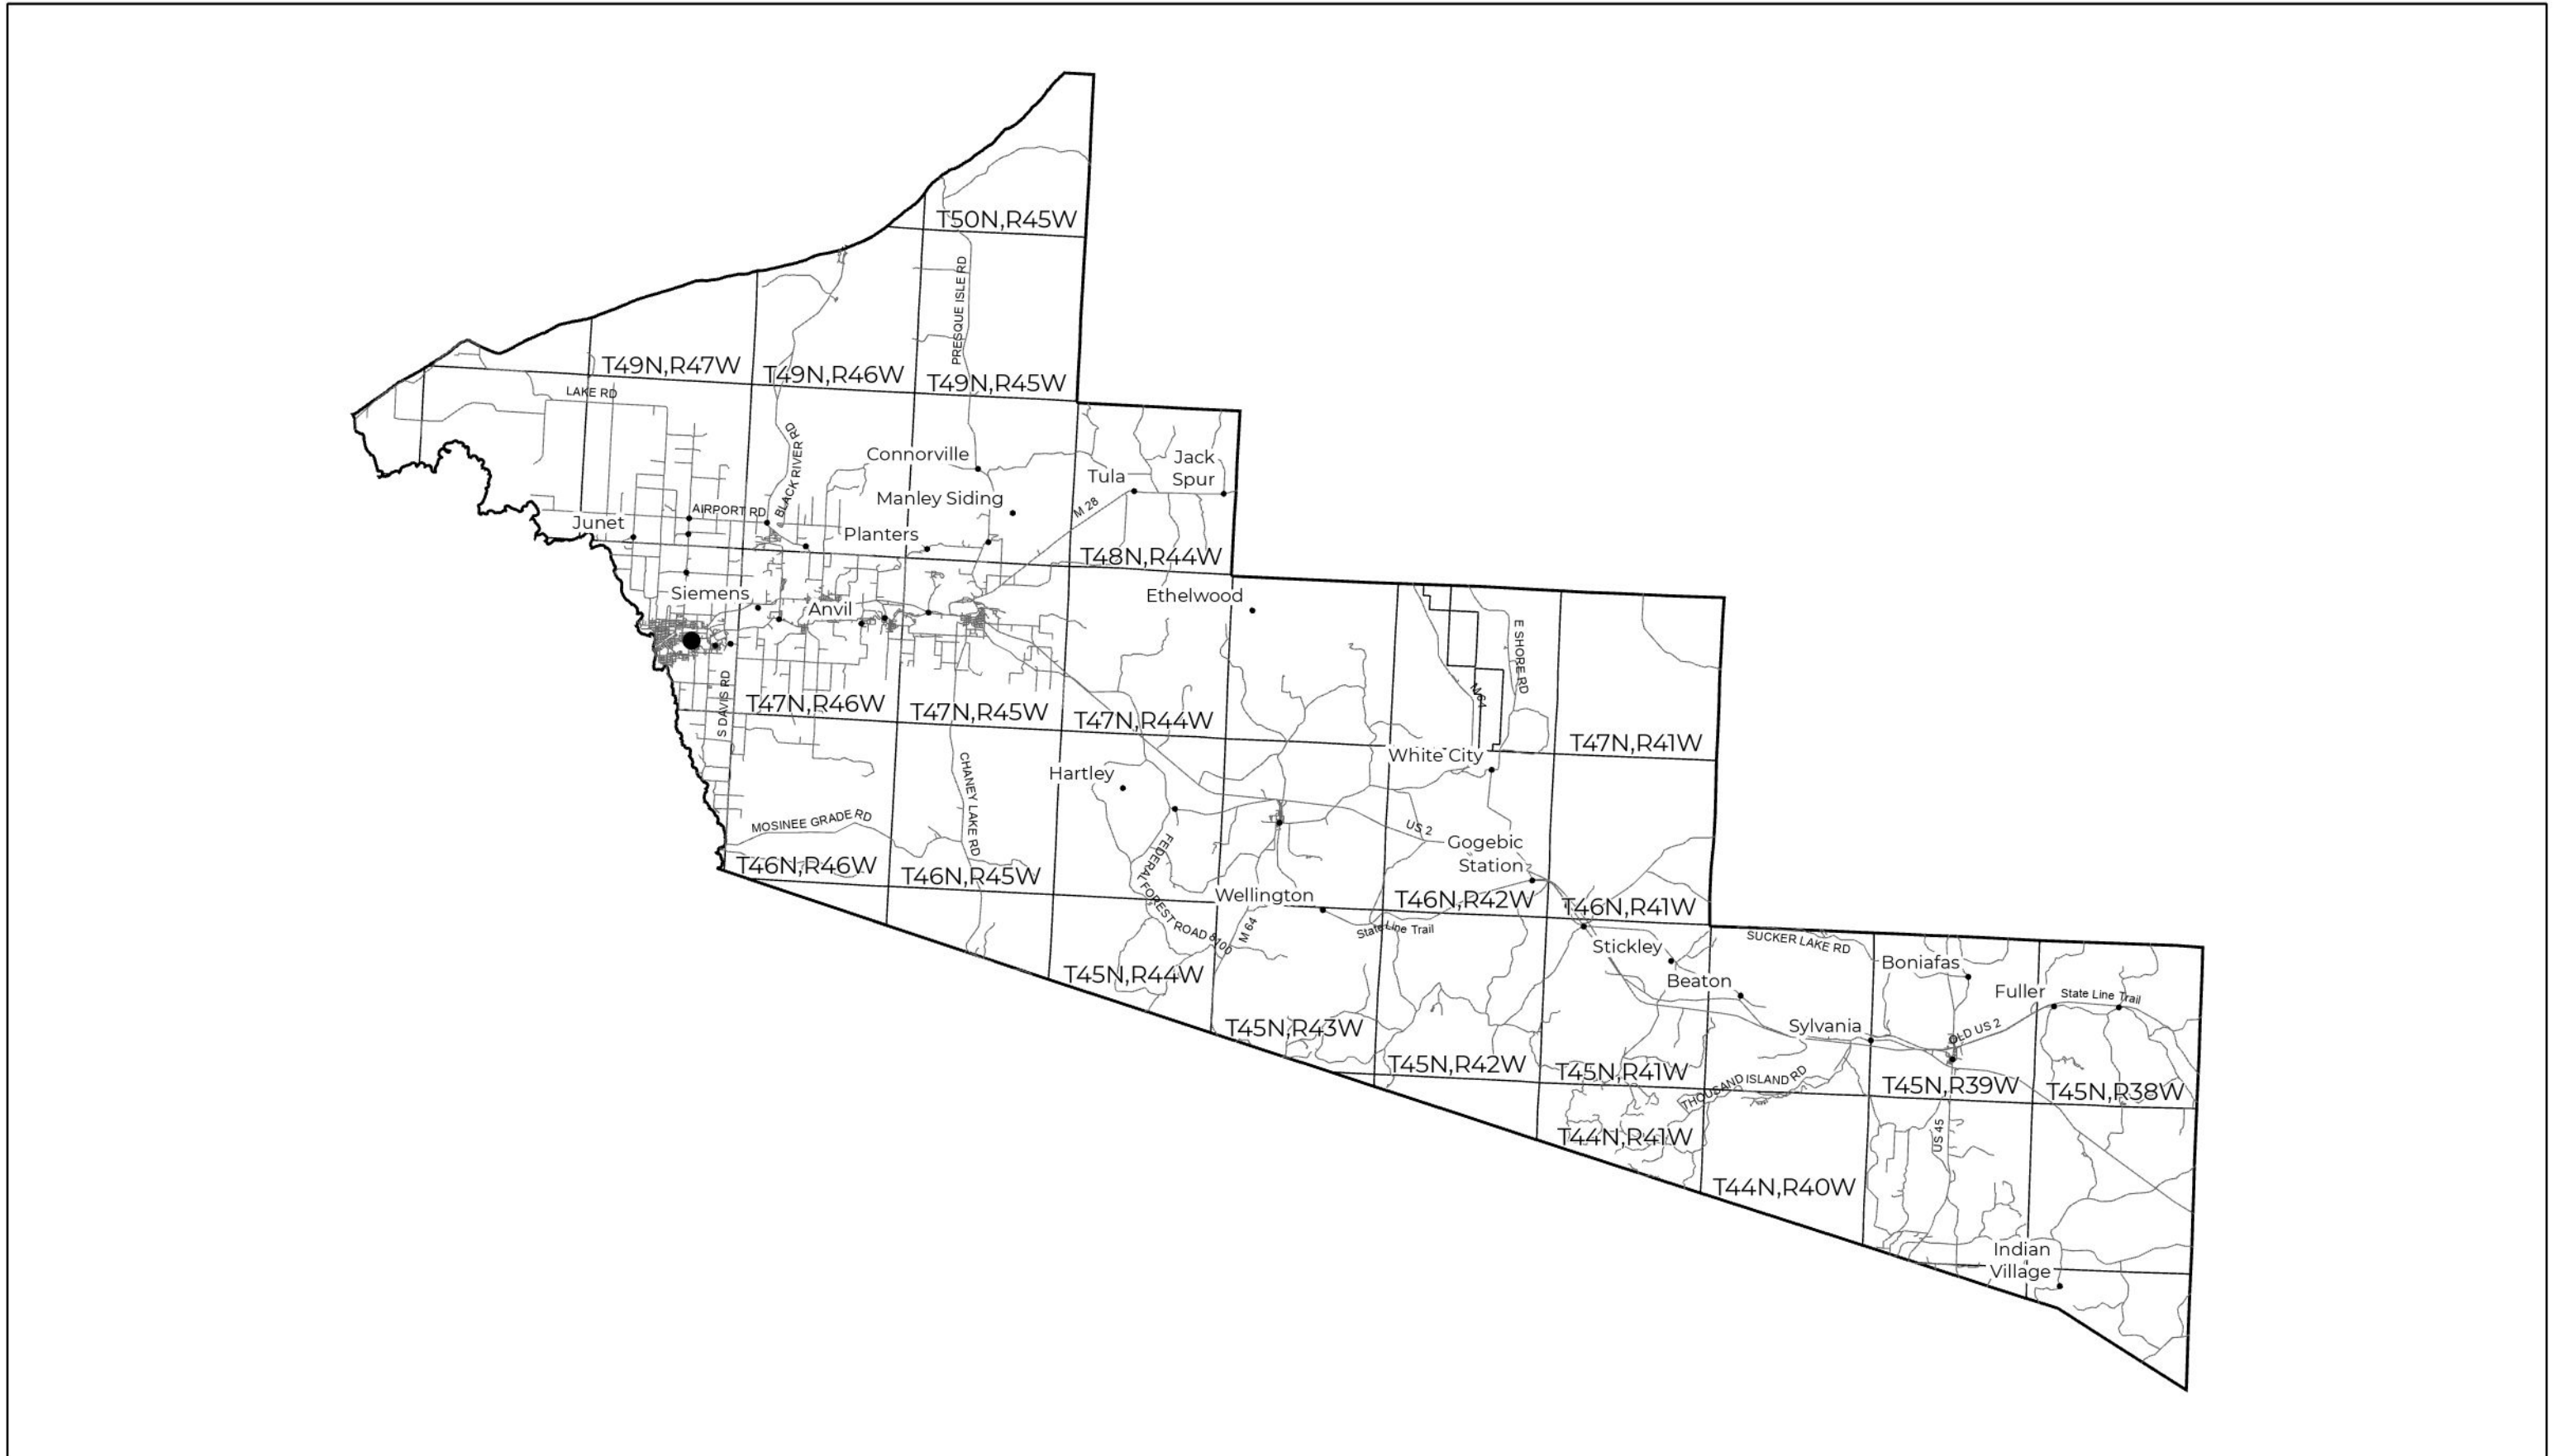 T50N,R45W
PRESQUE ISLE RD
T49N,R47W
T49N,R46W
T49N,R45W
LAKE RD
BLACK RIVER RD
Connorville
Tula
Jack
Spur
Manley Siding
M 28
AIRPORT RD
Junet
Planters
T48N,R44W
Siemens
Anvil
Ethelwood
E SHORE RD
M 64
S DAVIS RD
T47N,R46W
T47N,R45W
T47N,R44W
T47N,R41W
White City
Hartley
CHANEY LAKE RD
MOSINEE GRADE RD
US 2
Gogebic
Station
FEDERAL FOREST ROAD 8100
T46N,R46W
T46N,R45W
Wellington
T46N,R42W
T46N,R41W
M 64
State Line Trail
SUCKER LAKE RD
Stickley
Boniafas
T45N,R44W
Beaton
Fuller
State Line Trail
T45N,R43W
Sylvania
OLD US 2
T45N,R42W
T45N,R41W
THOUSAND ISLAND RD
T45N,R39W
T45N,R38W
US 45
T44N,R41W
T44N,R40W
Indian
Village